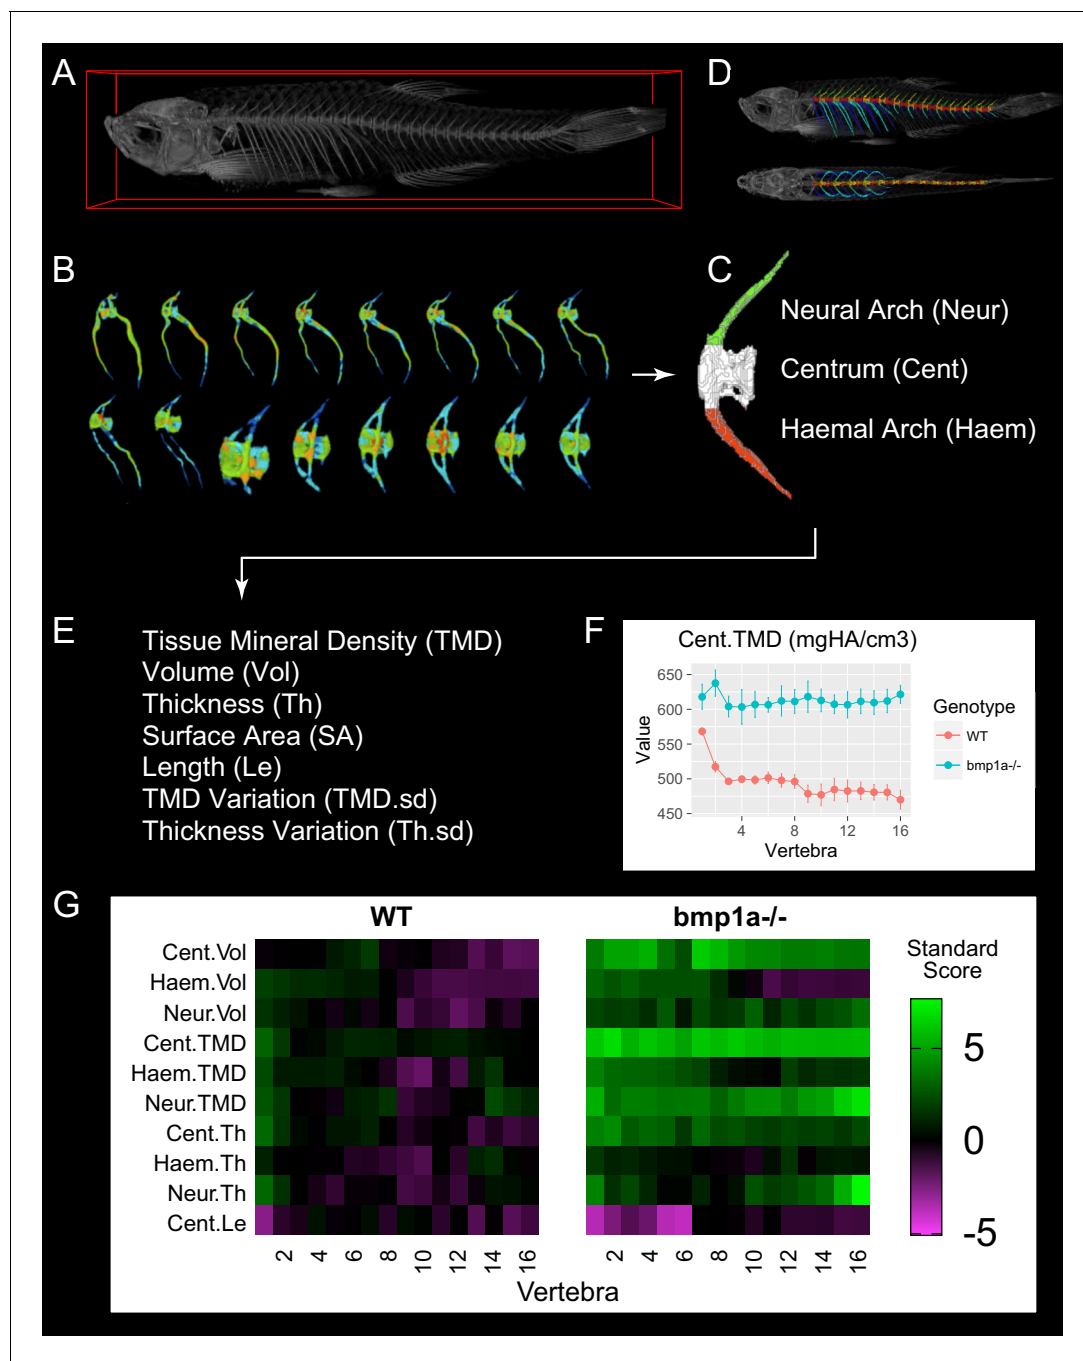 A
D
B
C
Neural Arch (Neur)
Centrum (Cent)
Haemal Arch (Haem)
E
Tissue Mineral Density (TMD)
Volume (Vol)
Thickness (Th)
Surface Area (SA)
Length (Le)
TMD Variation (TMD.sd)
Thickness Variation (Th.sd)
F
Cent.TMD (mgHA/cm3)
650
600
550
500
450
Value
4 8 12 16
Vertebra
Genotype
WT
bmp1a-/-
G
WT
bmp1a-/-
Cent.Vol
Haem.Vol
Neur.Vol
Cent.TMD
Haem.TMD
Neur.TMD
Cent.Th
Haem.Th
Neur.Th
Cent.Le
2 4 6 8 10 12 14 16
2 4 6 8 10 12 14 16
Vertebra
Standard
Score
5
0
-5